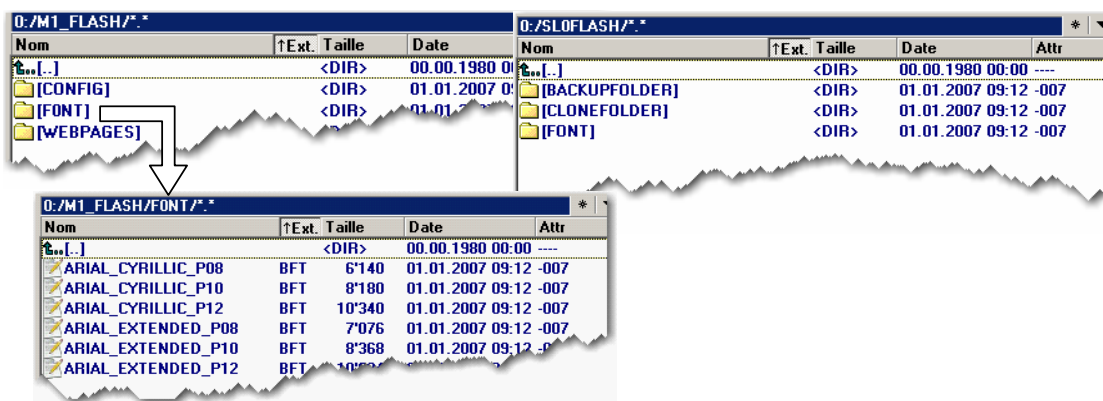 0:/M1_FLASH/*.*
Nom ↑Ext. Taille Date
[..] <DIR> 00.00.1980
[CONFIG] <DIR> 01.01.2007
[FONT] <DIR>
[WEBPAGES]
0:/SL0FLASH/*.*
Nom ↑Ext. Taille Date Attr
[..] <DIR> 00.00.1980 00:00 ----
[BACKUPFOLDER] <DIR> 01.01.2007 09:12 -007
[CLONEFOLDER] <DIR> 01.01.2007 09:12 -007
[FONT] <DIR> 01.01.2007 09:12 -007
0:/M1_FLASH/FONT/*.*
Nom ↑Ext. Taille Date Attr
[..] <DIR> 00.00.1980 00:00 ----
ARIAL_CYRILLIC_P08 BFT 6'140 01.01.2007 09:12 -007
ARIAL_CYRILLIC_P10 BFT 8'180 01.01.2007 09:12 -007
ARIAL_CYRILLIC_P12 BFT 10'340 01.01.2007 09:12 -007
ARIAL_EXTENDED_P08 BFT 7'076 01.01.2007 09:12 -007
ARIAL_EXTENDED_P10 BFT 8'368 01.01.2007 09:12
ARIAL_EXTENDED_P12 BFT